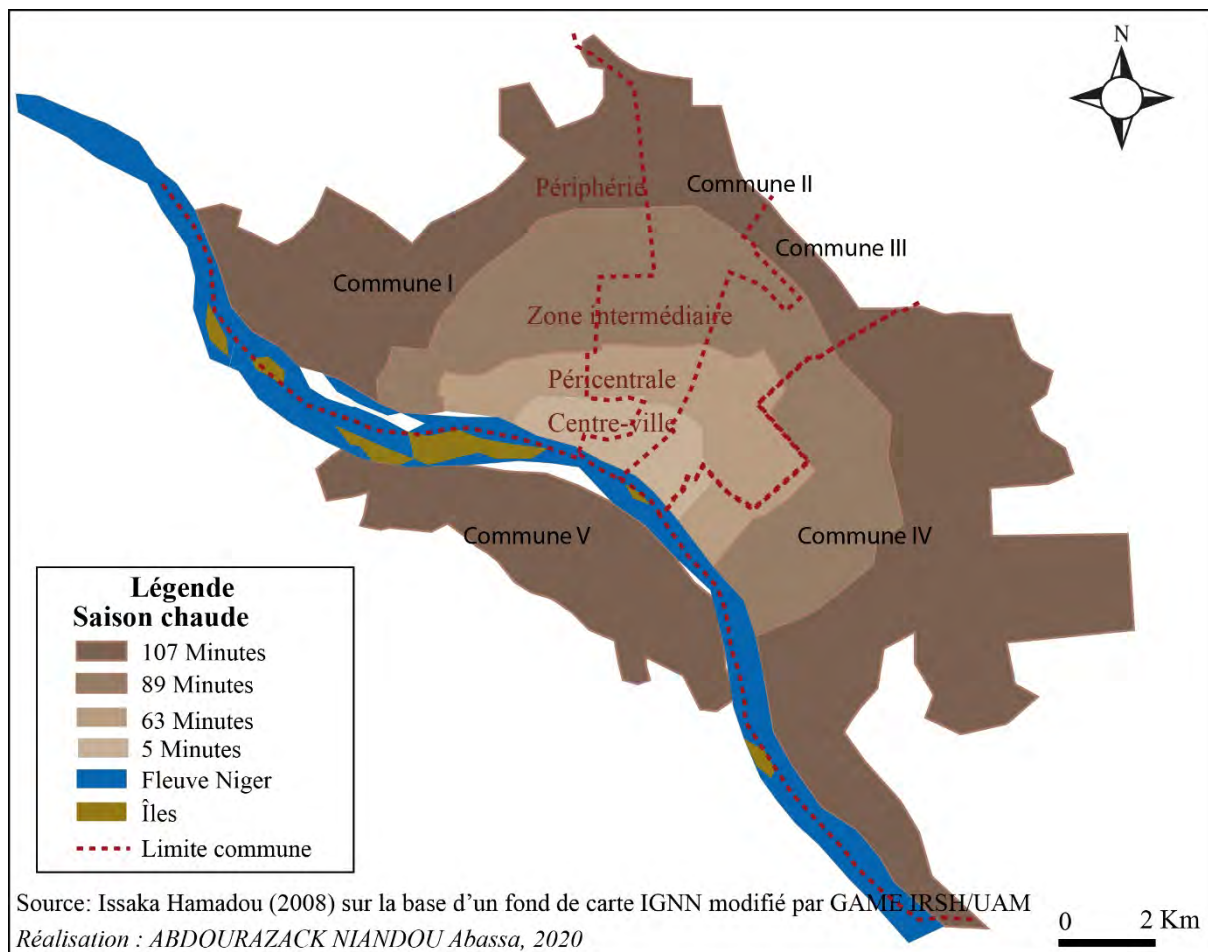 N
Périphérie
Commune II
Commune III
Commune I
Zone intermédiaire
Péricentrale
Centre-ville
Commune V
Commune IV
Légende
Saison chaude
107 Minutes
89 Minutes
63 Minutes
5 Minutes
Fleuve Niger
Îles
Limite commune
Source: Issaka Hamadou (2008) sur la base d’un fond de carte IGNN modifié par GAME IRSH/UAM
Réalisation : ABDOURAZACK NIANDOU Abassa, 2020
0 2 Km